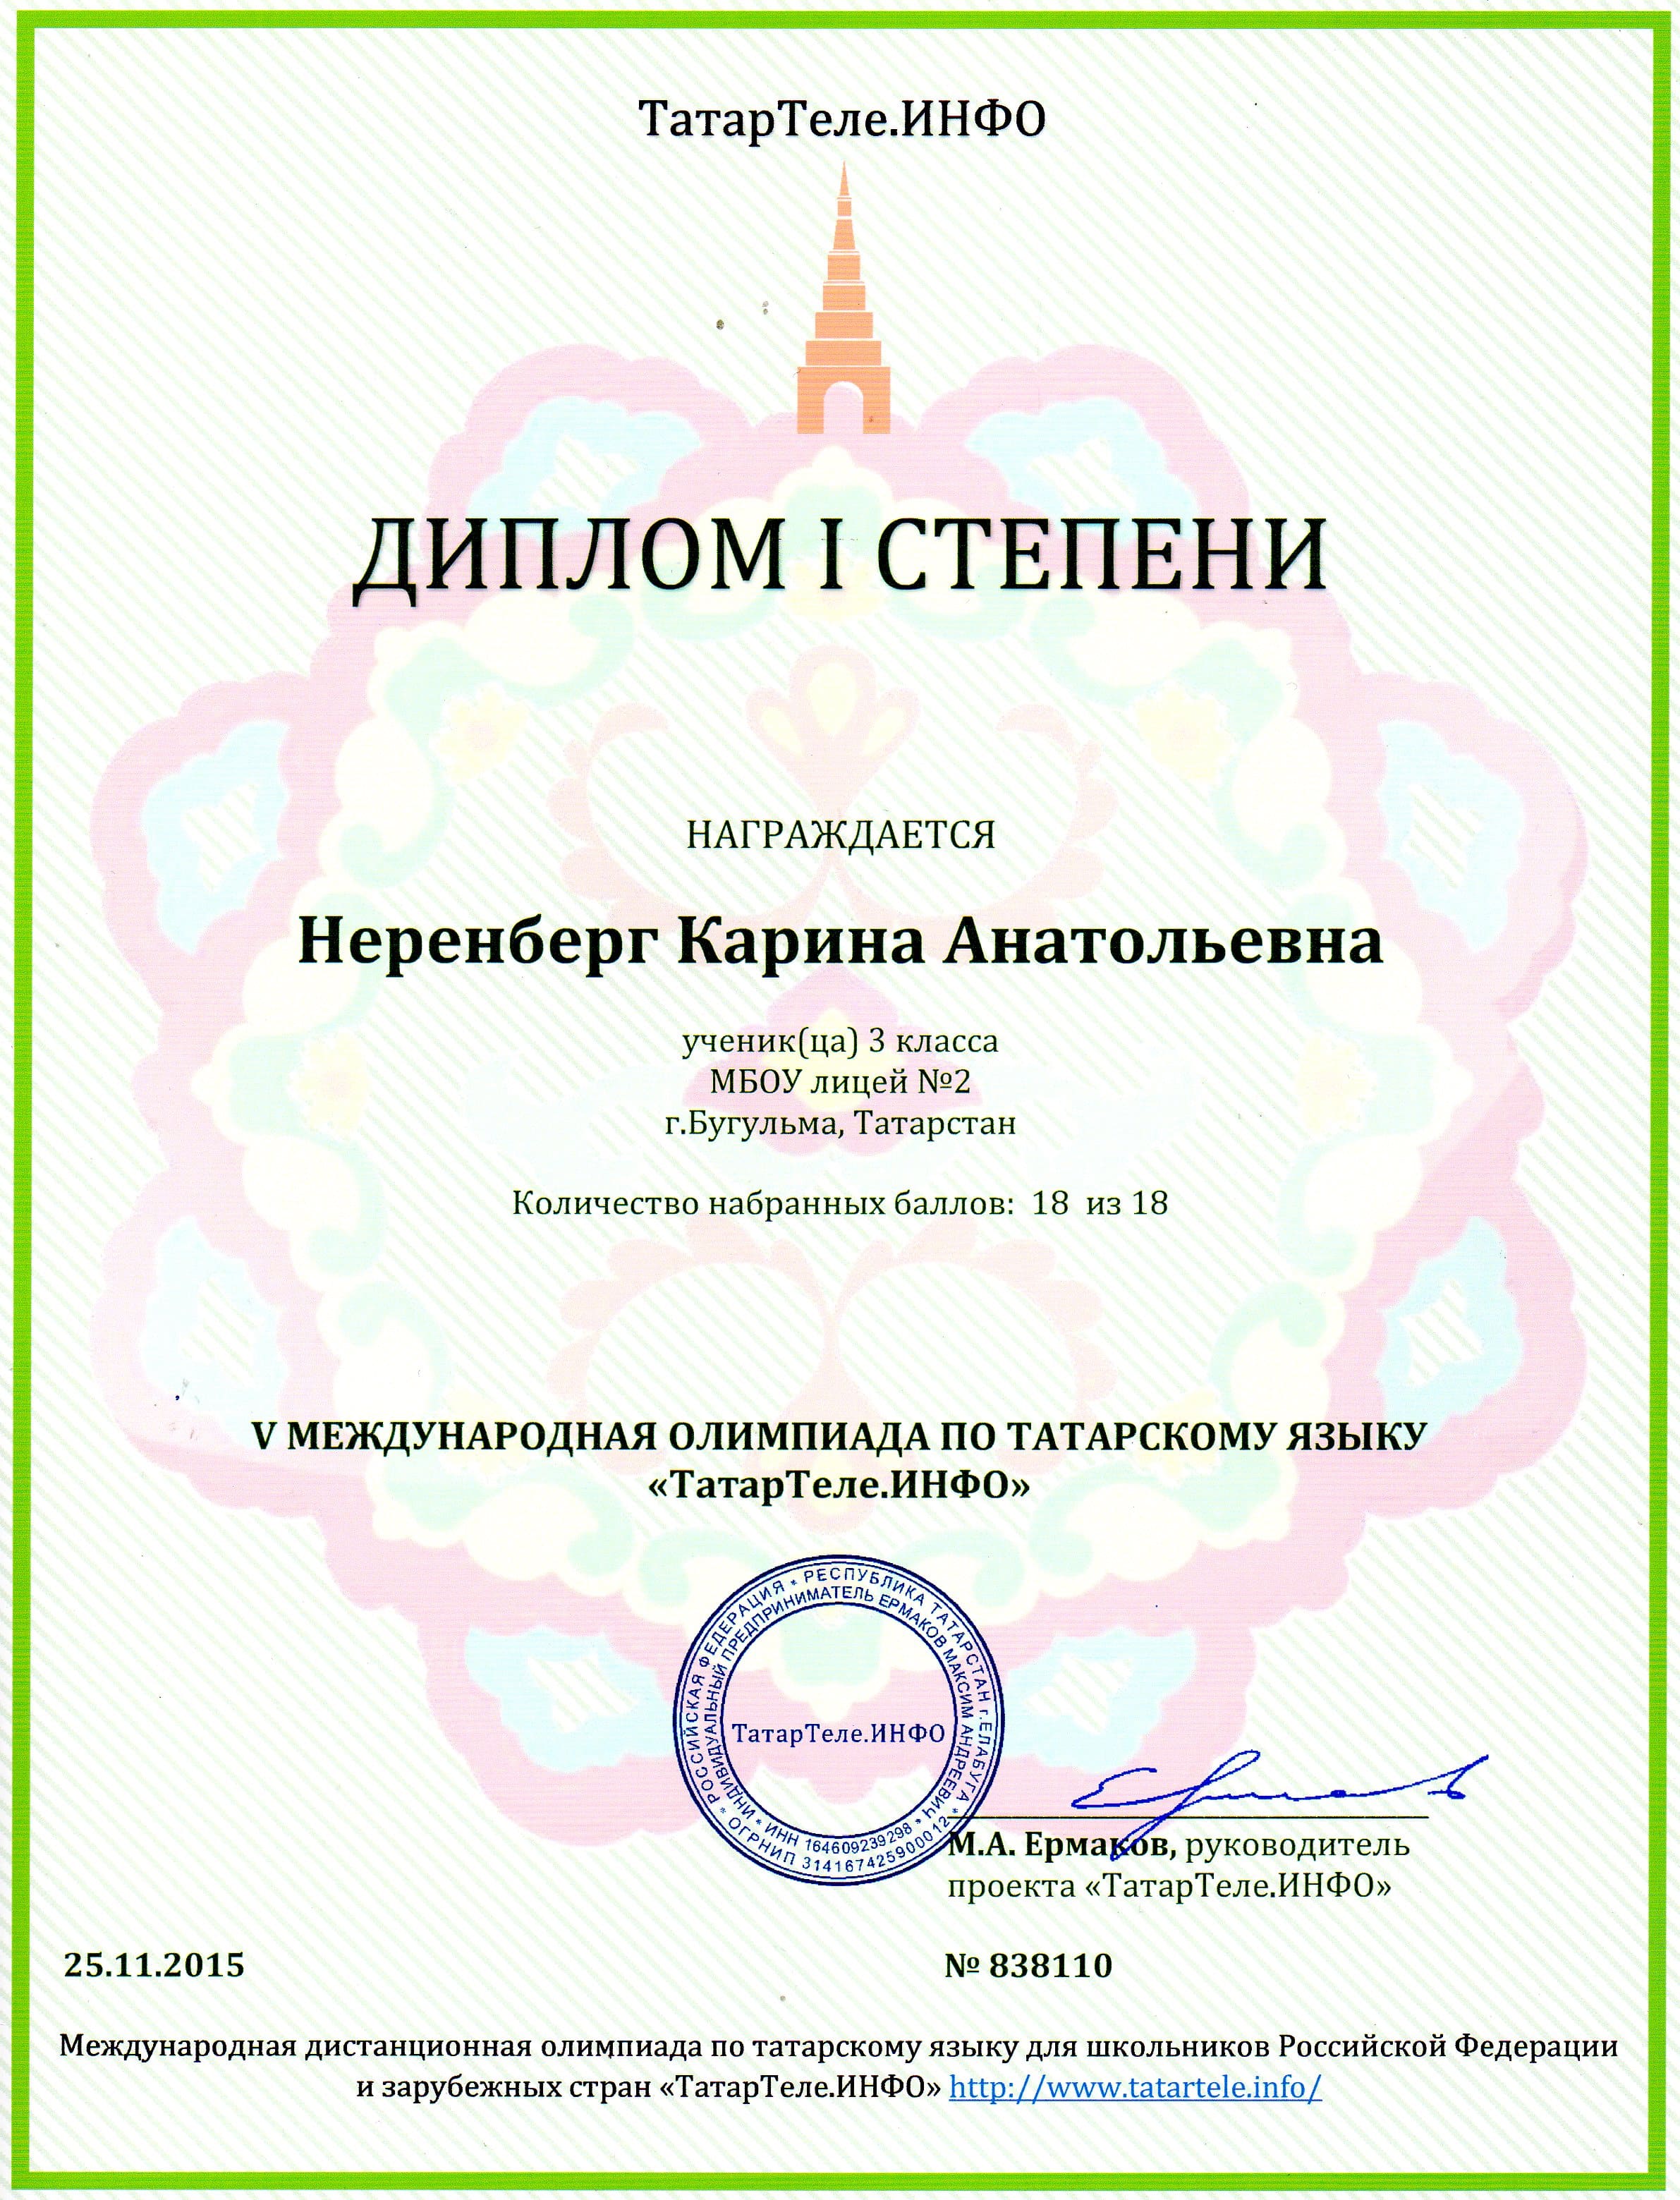 ТатарТеле.ИНФО
ДИПЛОМ I СТЕПЕНИ
НАГРАЖДАЕТСЯ
Неренберг Карина Анатольевна
ученик(ца) 3 класса
МБОУ лицей №2
г.Бугульма, Татарстан
Количество набранных баллов: 18 из 18
V МЕЖДУНАРОДНАЯ ОЛИМПИАДА ПО ТАТАРСКОМУ ЯЗЫКУ
«ТатарТеле.ИНФО»
* РОССИЙСКАЯ ФЕДЕРАЦИЯ * РЕСПУБЛИКА ТАТАРСТАН г.ЕЛАБУГА *
ОГРНИП 314167425900012
* ИНДИВИДУАЛЬНЫЙ ПРЕДПРИНИМАТЕЛЬ ЕРМАКОВ МАКСИМ АНДРЕЕВИЧ *
ИНН 164609239298
ТатарТеле.ИНФО
М.А. Ермаков, руководитель
проекта «ТатарТеле.ИНФО»
25.11.2015
№ 838110
Международная дистанционная олимпиада по татарскому языку для школьников Российской Федерации
и зарубежных стран «ТатарТеле.ИНФО» http://www.tatartele.info/